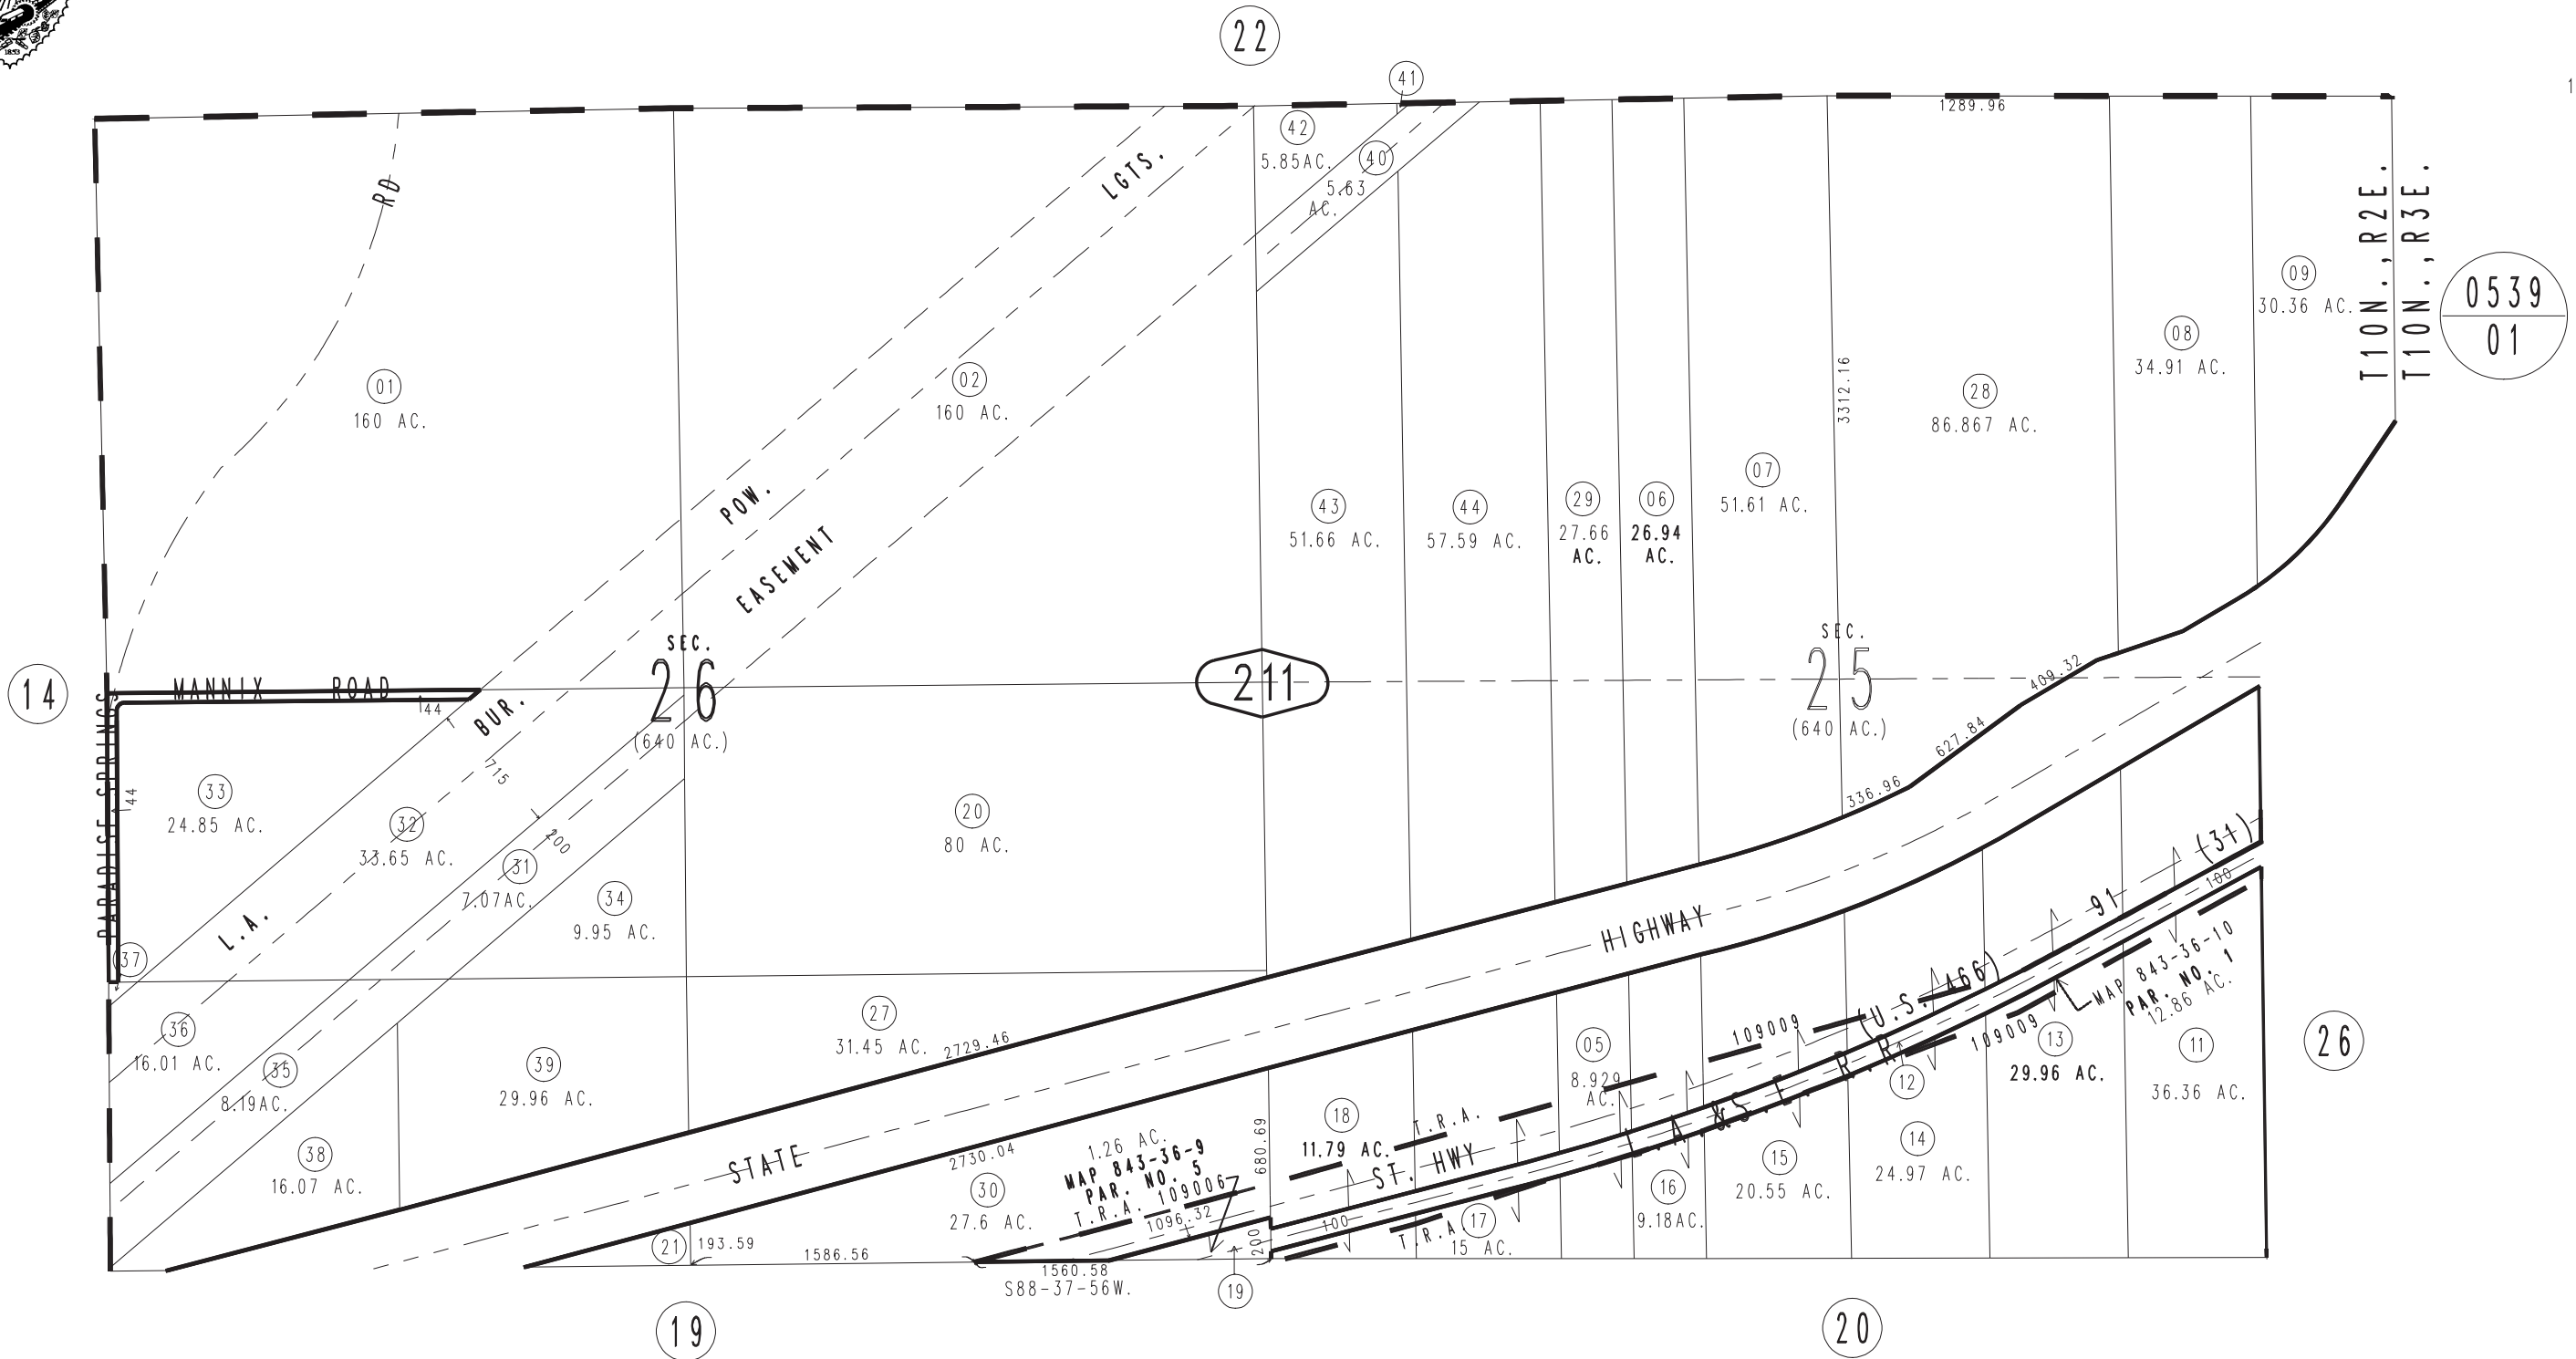 1853
22
41
1
1289.96
42
5.85AC.
40
5.63
AC.
RD
LGTS.
T10N.,R2E.
T10N.,R3E.
0539
01
09
30.36 AC.
08
34.91 AC.
01
160 AC.
02
160 AC.
3312.16
28
86.867 AC.
07
51.61 AC.
POW.
EASEMENT
43
51.66 AC.
44
57.59 AC.
29
27.66
AC.
06
26.94
AC.
SEC.
26
(640 AC.)
211
SEC.
25
(640 AC.)
409.32
627.84
336.96
14
MANNIX ROAD
44
BUR.
PARADISE SPRINGS
44
33
24.85 AC.
715
32
33.65 AC.
200
31
7.07AC.
20
80 AC.
34
9.95 AC.
L.A.
37
36
16.01 AC.
35
8.19AC.
27
31.45 AC.
2729.46
39
29.96 AC.
38
16.07 AC.
STATE
HIGHWAY
2730.04
(31)
91
100
(U.S. 466)
MAP 843-36-10
PAR. NO. 1
12.86 AC.
109009
109009
05
8.929
AC.
13
29.96 AC.
11
36.36 AC.
26
12
18
11.79 AC.
T.R.A.
ST. HWY
L.A.&S.L. R.R
1.26 AC.
MAP 843-36-9
PAR. NO. 5
T.R.A. 109006
1096.32
680.69
30
27.6 AC.
14
24.97 AC.
15
20.55 AC.
16
9.18AC.
17
15 AC.
100
T.R.A.
200
21
193.59
1586.56
1560.58
S88-37-56W.
19
19
20